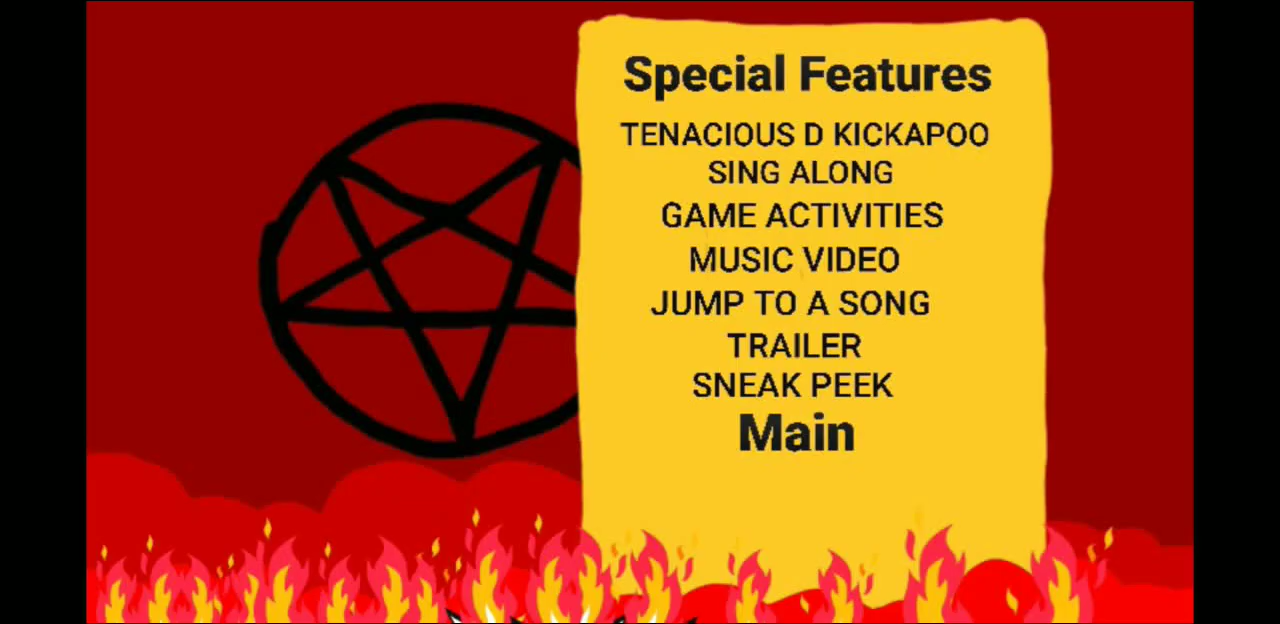 Special Features
TENACIOUS D KICKAPOO
SING ALONG
GAME ACTIVITIES
MUSIC VIDEO
JUMP TO A SONG
TRAILER
SNEAK PEEK
Main